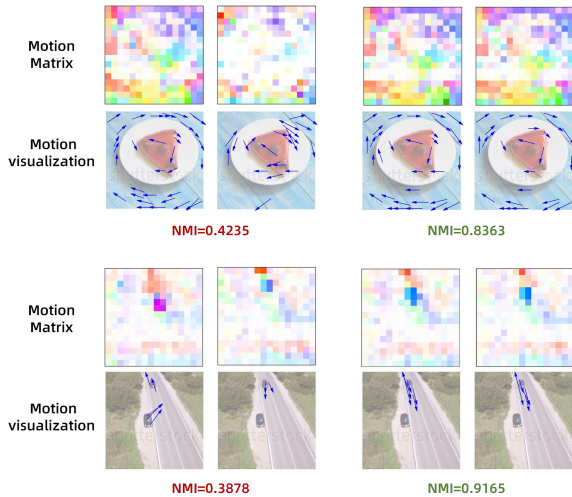 Motion
Matrix
Motion
visualization
NMI=0.4235
NMI=0.8363
Motion
Matrix
Motion
visualization
NMI=0.3878
NMI=0.9165